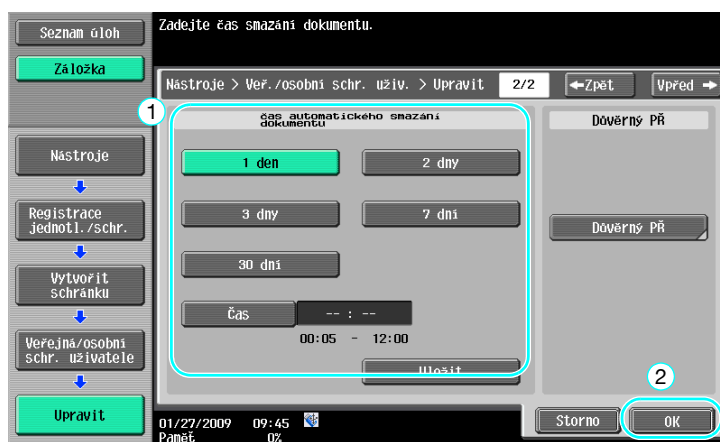 Seznam úloh
Záložka
Nástroje
Registrace
jednotl./schr.
Vytvořit
schránku
Veřejná/osobní
schr. uživatele
Upravit
Zadejte čas smazání dokumentu.
Nástroje > Veř./osobní schr. uživ. > Upravit
2/2
←Zpět
Vpřed →
1
čas automatického smazání
dokumentu
1 den
2 dny
3 dny
7 dní
30 dní
Čas
-- : --
00:05 - 12:00
Uložit
Důvěrný PŘ
Důvěrný PŘ
2
01/27/2009 09:45
Paměť 0%
Storno
OK